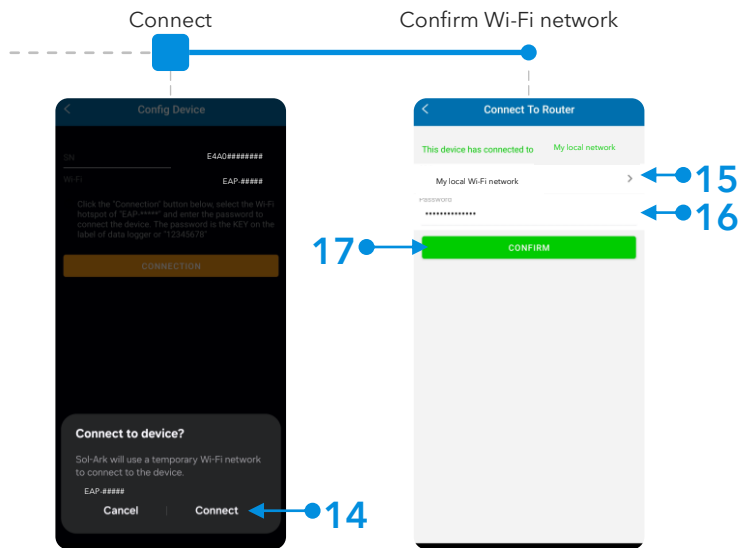 Connect
Confirm Wi-Fi network
Config Device
SN
E4A0########
Wi-Fi
EAP-#####
Click the "Connection" button below, select the Wi-Fi
hotspot of "EAP-*****" and enter the password to
connect the device. The password is the KEY on the
label of data logger or "12345678"
CONNECTION
Connect to device?
Sol-Ark will use a temporary Wi-Fi network
to connect to the device.
EAP-#####
Cancel
Connect
14
Connect To Router
This device has connected to
My local network
My local Wi-Fi network
15
Password
••••••••••••••
16
17
CONFIRM